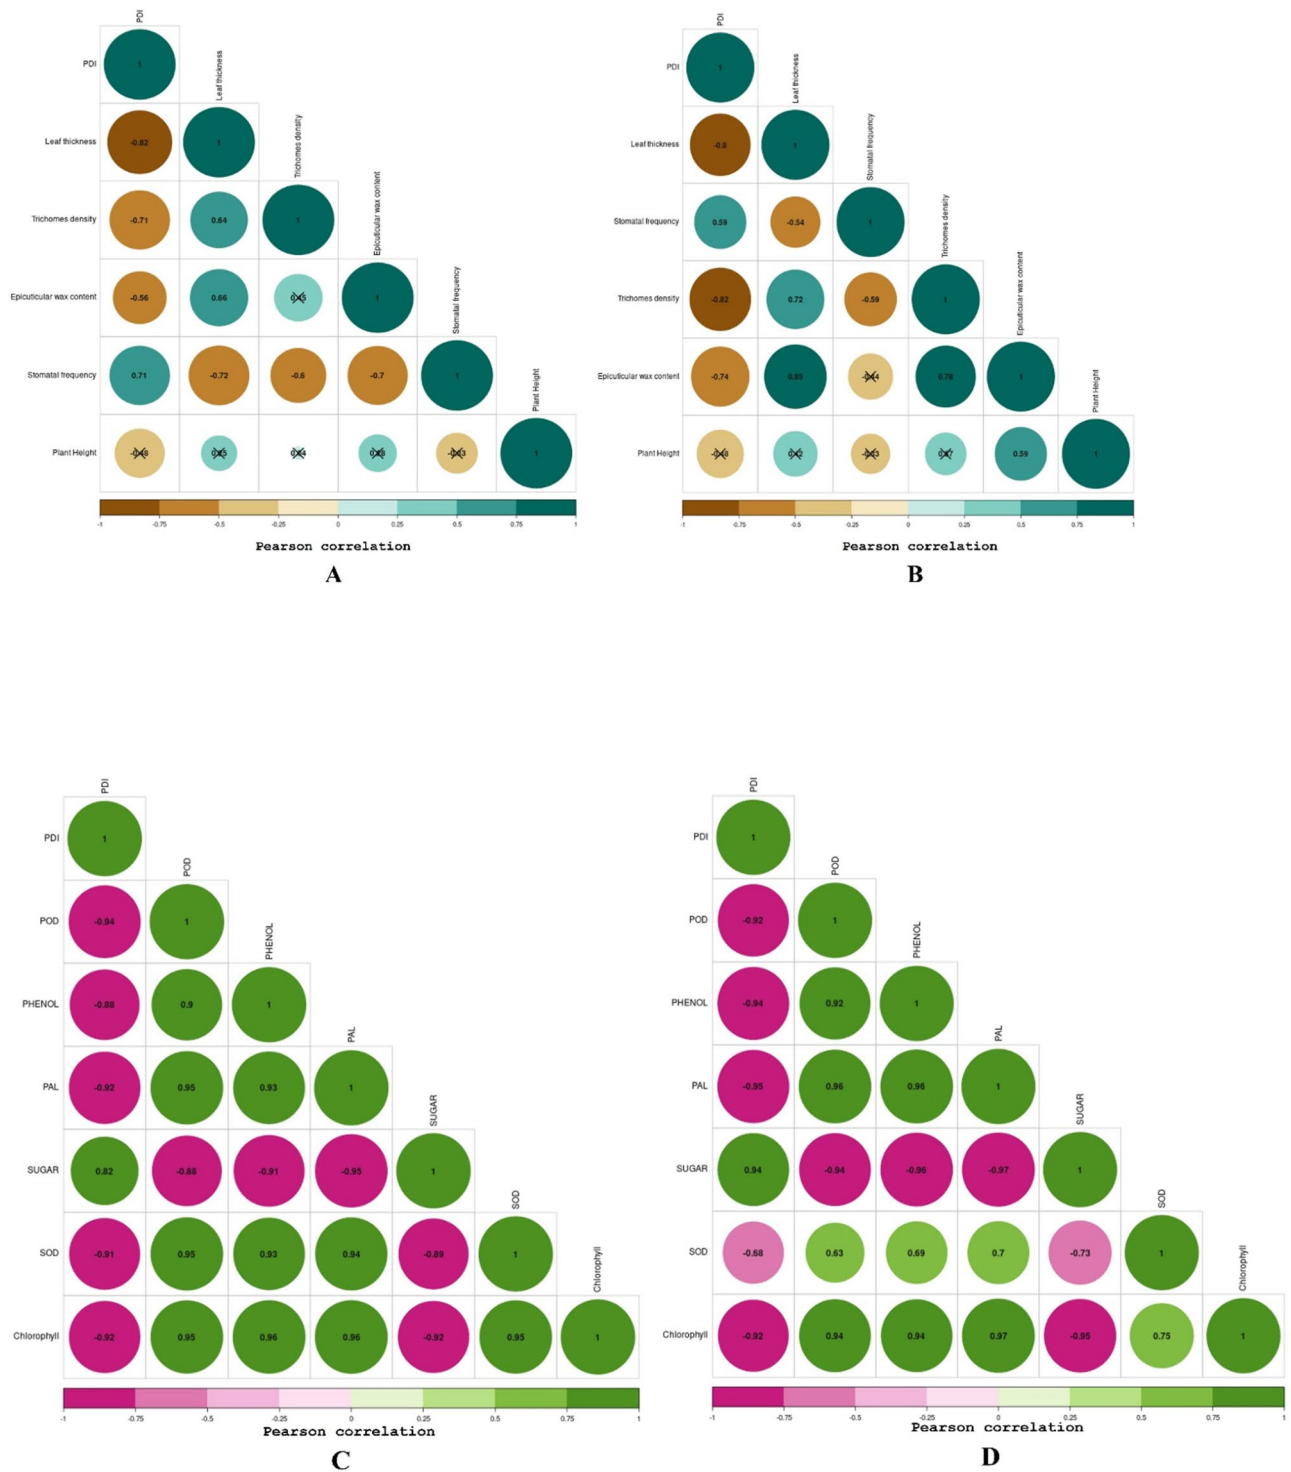 PDI
PDI 1
Leaf thickness
Leaf thickness -0.82 1
Trichomes density
Trichomes density -0.71 0.64 1
Epicuticular wax content
Epicuticular wax content -0.56 0.66 1
Stomatal frequency
Stomatal frequency 0.71 -0.72 -0.6 -0.7 1
Plant Height
Plant Height 1
-1 -0.75 -0.5 -0.25 0 0.25 0.5 0.75 1
Pearson correlation
A
PDI
PDI 1
Leaf thickness
Leaf thickness -0.8 1
Stomatal frequency
Stomatal frequency 0.59 -0.54 1
Trichomes density
Trichomes density -0.82 0.72 -0.59 1
Epicuticular wax content
Epicuticular wax content -0.74 0.85 0.78 1
Plant Height
Plant Height 0.59 1
-1 -0.75 -0.5 -0.25 0 0.25 0.5 0.75 1
Pearson correlation
B
PDI
PDI 1
POD
POD -0.94 1
PHENOL
PHENOL -0.88 0.9 1
PAL
PAL -0.92 0.95 0.93 1
SUGAR
SUGAR 0.82 -0.88 -0.91 -0.95 1
SOD
SOD -0.91 0.95 0.93 0.94 -0.89 1
Chlorophyll
Chlorophyll -0.92 0.95 0.96 0.96 -0.92 0.95 1
-1 -0.75 -0.5 -0.25 0 0.25 0.5 0.75 1
Pearson correlation
C
PDI
PDI 1
POD
POD -0.92 1
PHENOL
PHENOL -0.94 0.92 1
PAL
PAL -0.95 0.96 0.96 1
SUGAR
SUGAR 0.94 -0.94 -0.96 -0.97 1
SOD
SOD -0.68 0.63 0.69 0.7 -0.73 1
Chlorophyll
Chlorophyll -0.92 0.94 0.94 0.97 -0.95 0.75 1
-1 -0.75 -0.5 -0.25 0 0.25 0.5 0.75 1
Pearson correlation
D